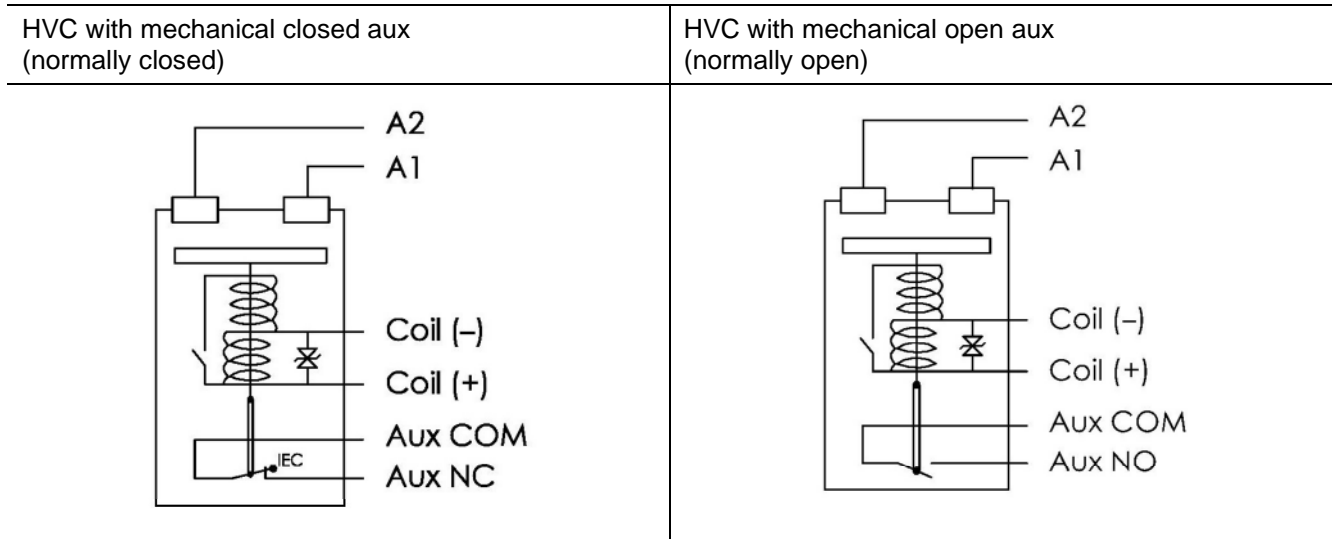 HVC with mechanical closed aux
(normally closed)
HVC with mechanical open aux
(normally open)
A2
A1
Coil (–)
Coil (+)
Aux COM
IEC
Aux NC
A2
A1
Coil (–)
Coil (+)
Aux COM
Aux NO